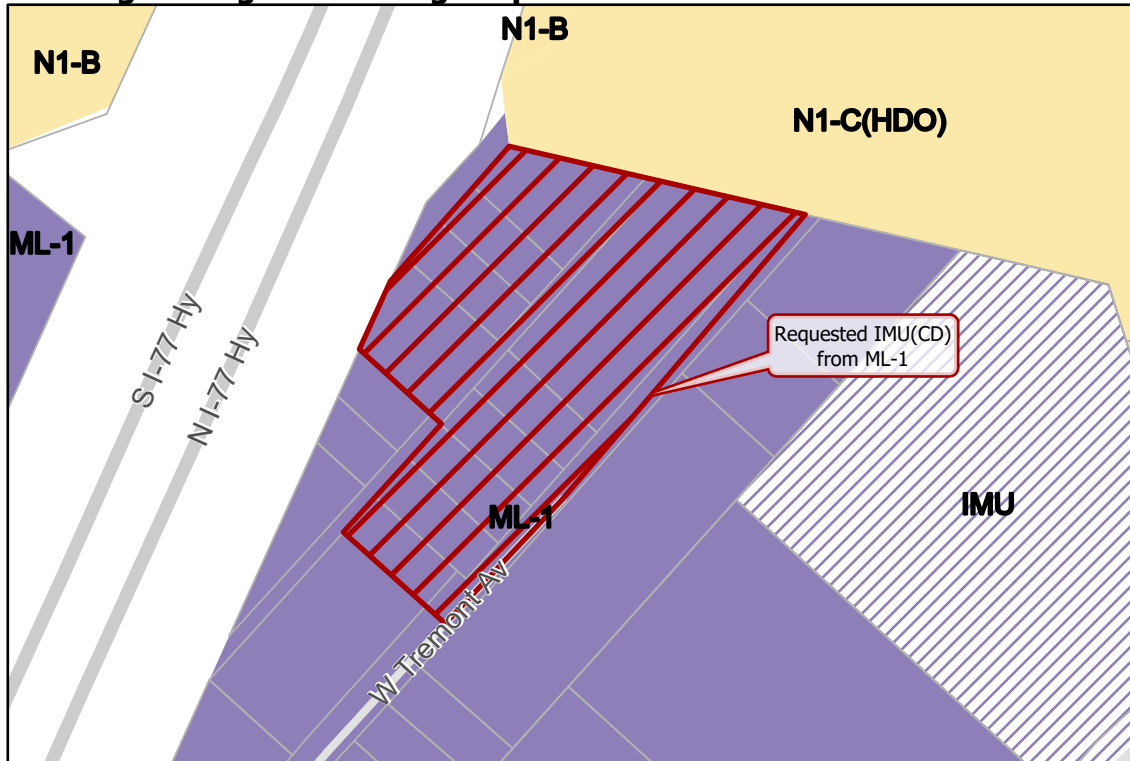 N1-B
N1-B
N1-C(HDO)
ML-1
S I-77 Hy
N I-77 Hy
Requested IMU(CD)
from ML-1
IMU
ML-1
W Tremont Av